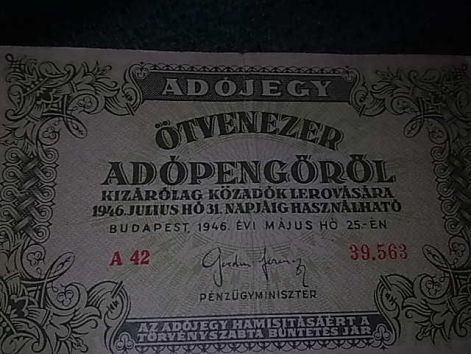 ADÓJEGY
ÖTVENEZER
ADÓPENGŐRŐL
KIZÁRÓLAG KÖZADÓK LEROVÁSÁRA
1946. JULIUS HÓ 31. NAPJÁIG HASZNÁLHATÓ
BUDAPEST, 1946. ÉVI MÁJUS HÓ 25.-ÉN
A 42 39,563
PÉNZÜGYMINISZTER
AZ ADÓJEGY HAMISÍTÁSÁÉRT A
TÖRVÉNYSZABTA BÜNTETÉS JÁR